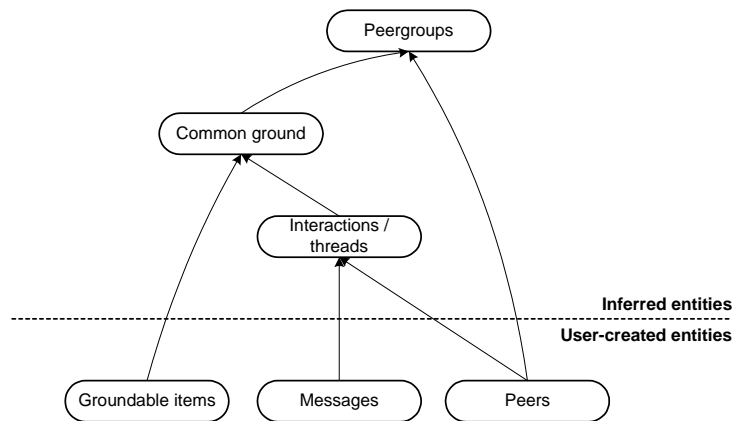 Peergroups
Common ground
Interactions /
threads
Inferred entities
User-created entities
Groundable items
Messages
Peers